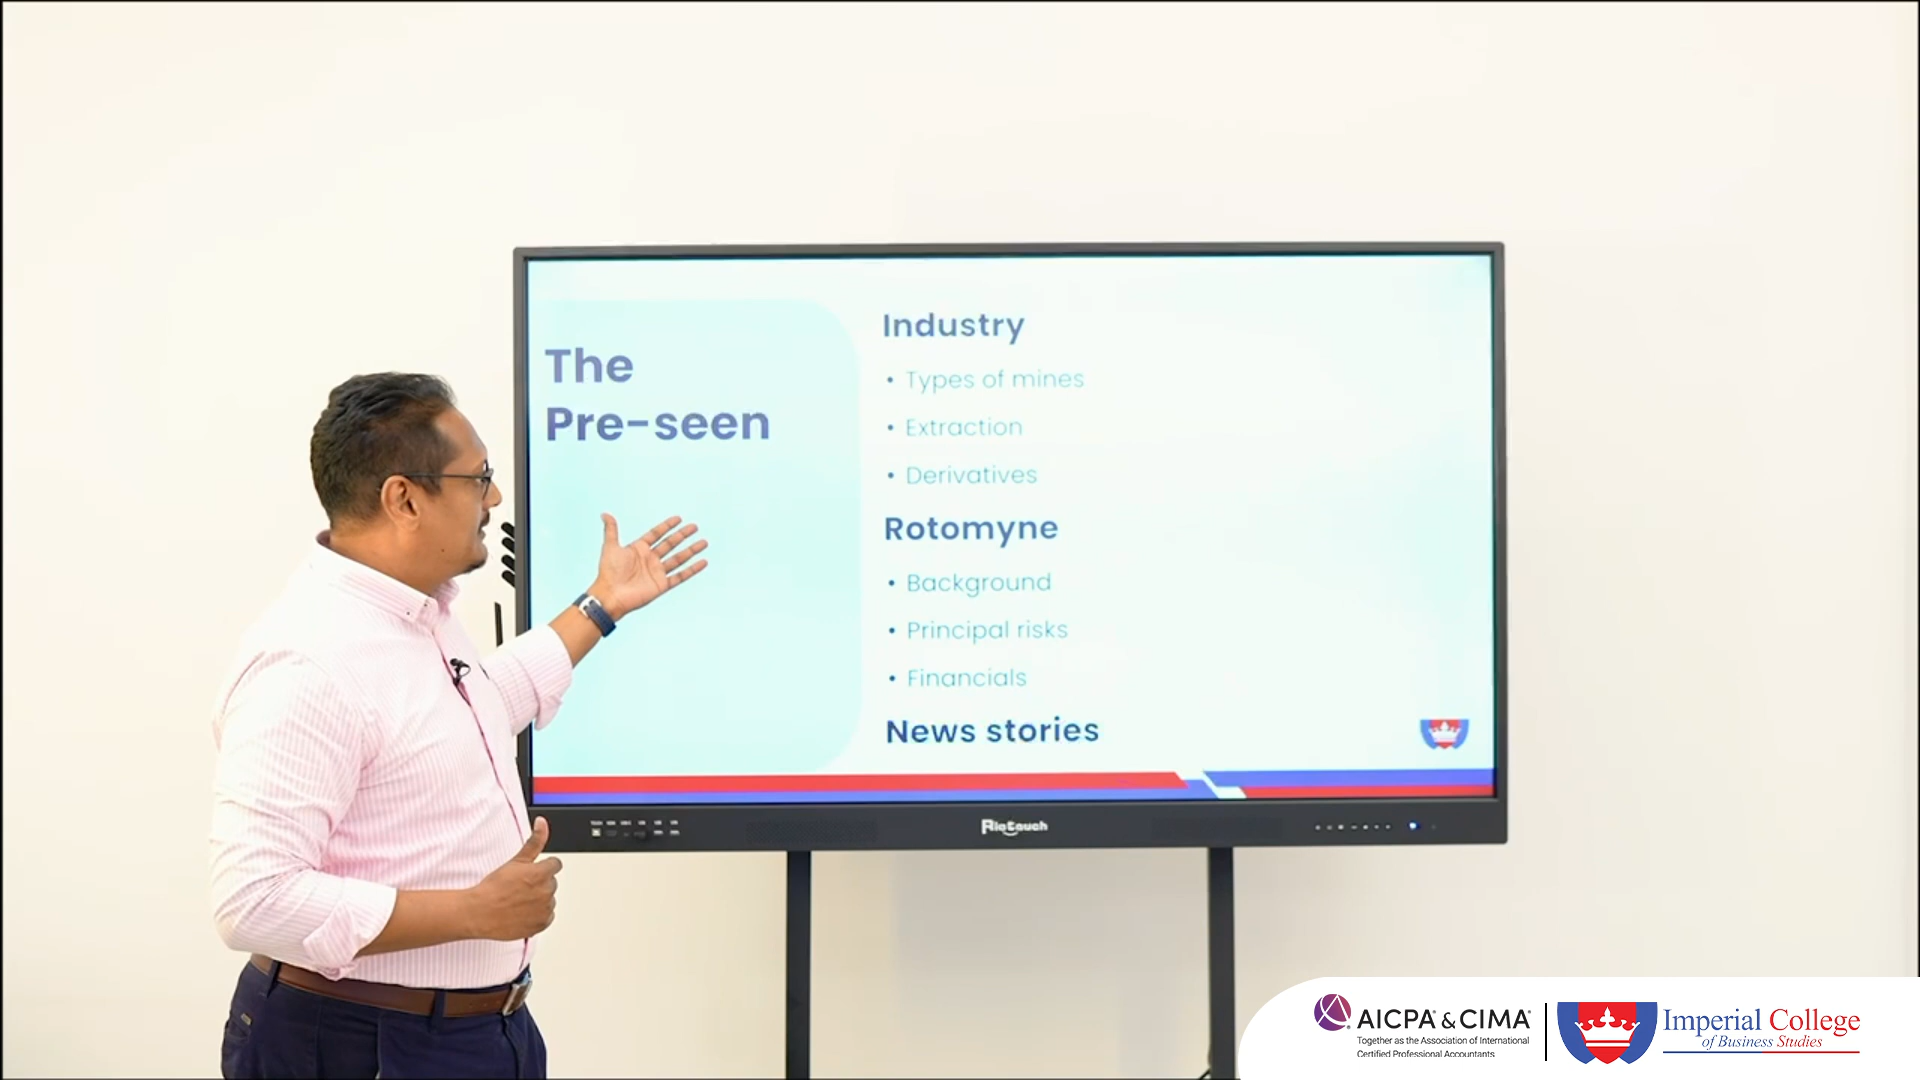 The
Pre-seen
Industry
• Types of mines
• Extraction
• Derivatives
Rotomyne
• Background
• Principal risks
• Financials
News stories
Riotouch
AICPA & CIMA
Together as the Association of International
Certified Professional Accountants
Imperial College
of Business Studies